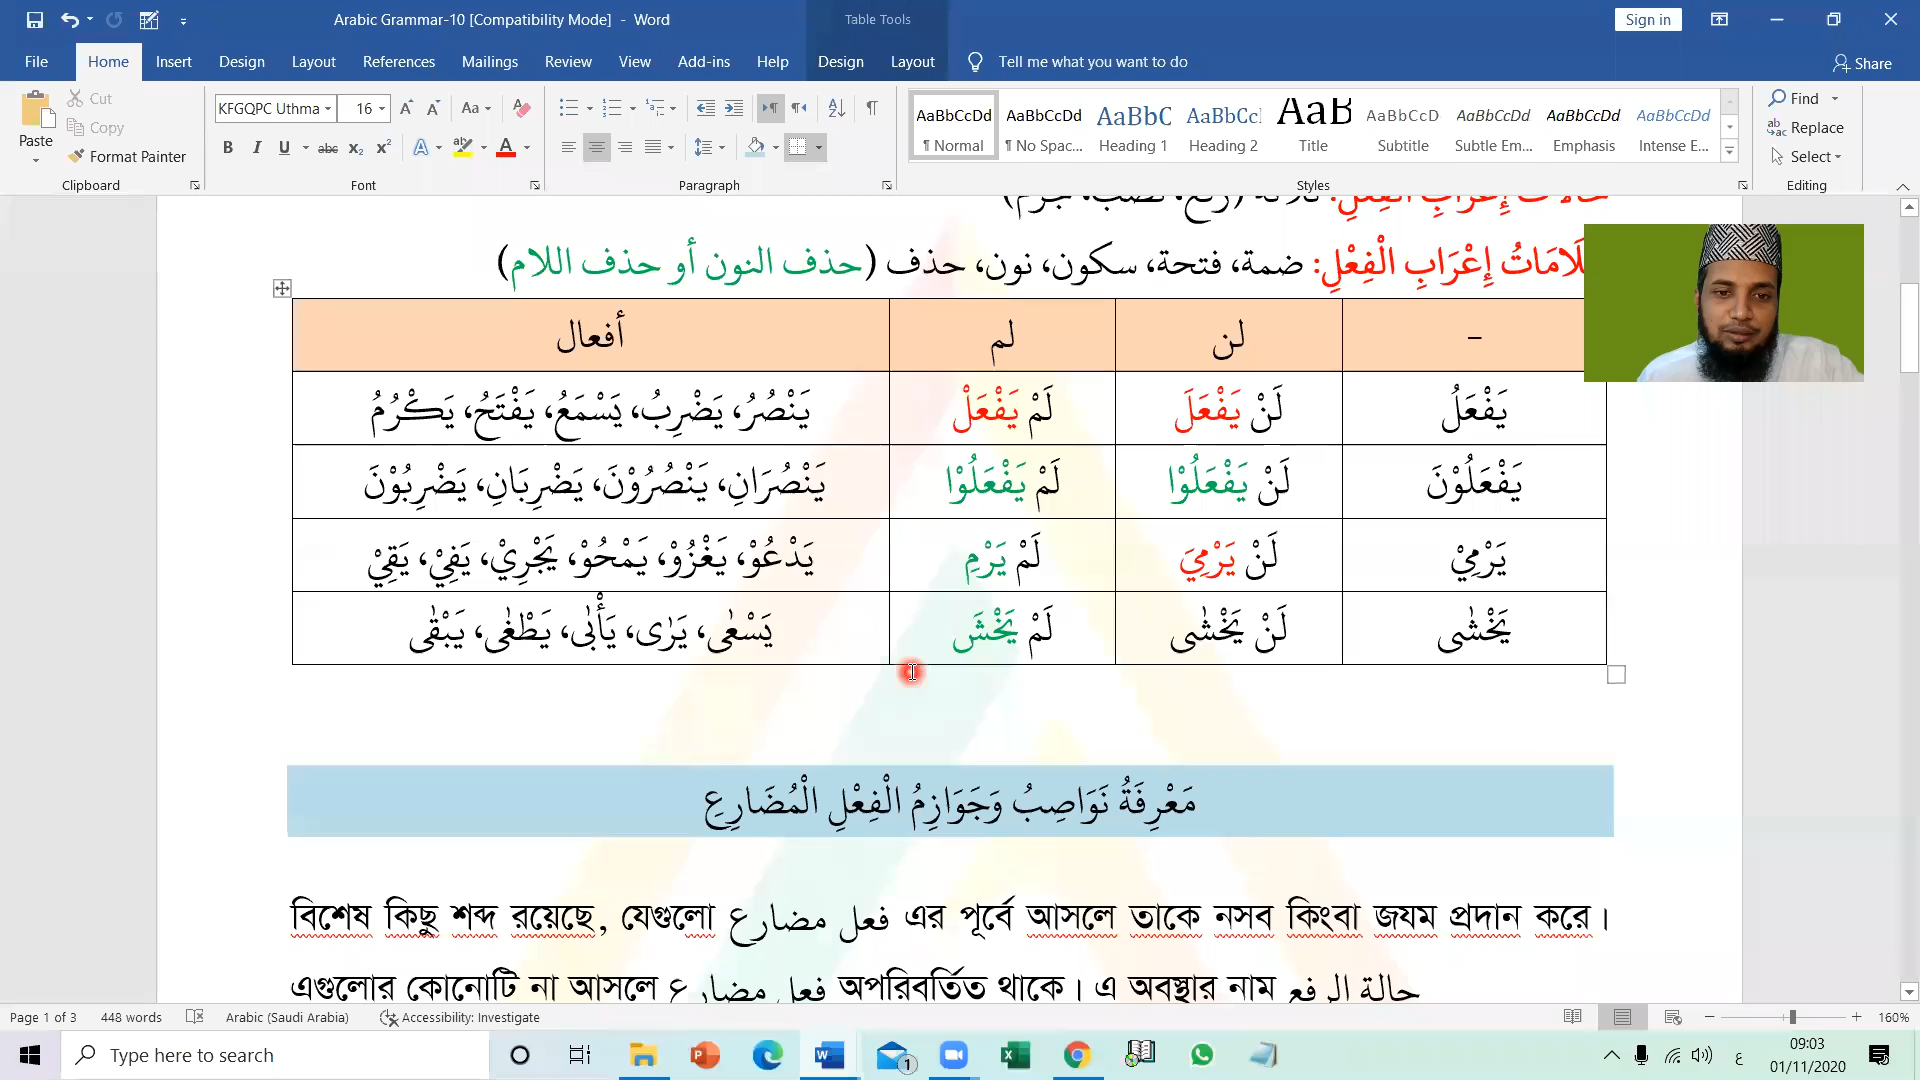 Arabic Grammar-10 [Compatibility Mode] - Word
Table Tools
Sign in
File Home Insert Design Layout References Mailings Review View Add-ins Help Design Layout Tell me what you want to do Share
Paste
Cut
Copy
Format Painter
Clipboard
KFGQPC Uthma 16
Font
Paragraph
AaBbCcDd ¶ Normal
AaBbCcDd ¶ No Spac...
AaBbC Heading 1
AaBbCcl Heading 2
AaB Title
AaBbCcD Subtitle
AaBbCcDd Subtle Em...
AaBbCcDd Emphasis
AaBbCcDd Intense E...
Styles
Find
Replace
Select
Editing
إِعْرَابِ الْفِعْلِ: ضمة، فتحة، سكون، نون، حذف (حذف النون أو حذف اللام)
- لن لم أفعال
يَفْعَلُ لَنْ يَفْعَلَ لَمْ يَفْعَلْ يَنْصُرُ، يَضْرِبُ، يَسْمَعُ، يَفْتَحُ، يَكْرُمُ
يَفْعَلُوْنَ لَنْ يَفْعَلُوْا لَمْ يَفْعَلُوْا يَنْصُرَانِ، يَنْصُرُوْنَ، يَضْرِبَانِ، يَضْرِبُوْنَ
يَرْمِيْ لَنْ يَرْمِيَ لَمْ يَرْمِ يَدْعُوْ، يَغْزُوْ، يَمْحُوْ، يَجْرِيْ، يَفِيْ، يَقِيْ
يَخْشٰى لَنْ يَخْشٰى لَمْ يَخْشَ يَسْعٰى، يَرٰى، يَأْبٰى، يَطْغٰى، يَبْقٰى
مَعْرِفَةُ نَوَاصِبُ وَجَوَازِمُ الْفِعْلِ الْمُضَارِعِ
বিশেষ কিছু শব্দ রয়েছে, যেগুলো فعل مضارع এর পূর্বে আসলে তাকে নসব কিংবা জযম প্রদান করে।
এগুলোর কোনোটি না আসলে فعل مضارع অপরিবর্তিত থাকে। এ অবস্থার নাম حالة الرفع
Page 1 of 3 448 words Arabic (Saudi Arabia) Accessibility: Investigate 160%
Type here to search
1
ع
09:03
01/11/2020